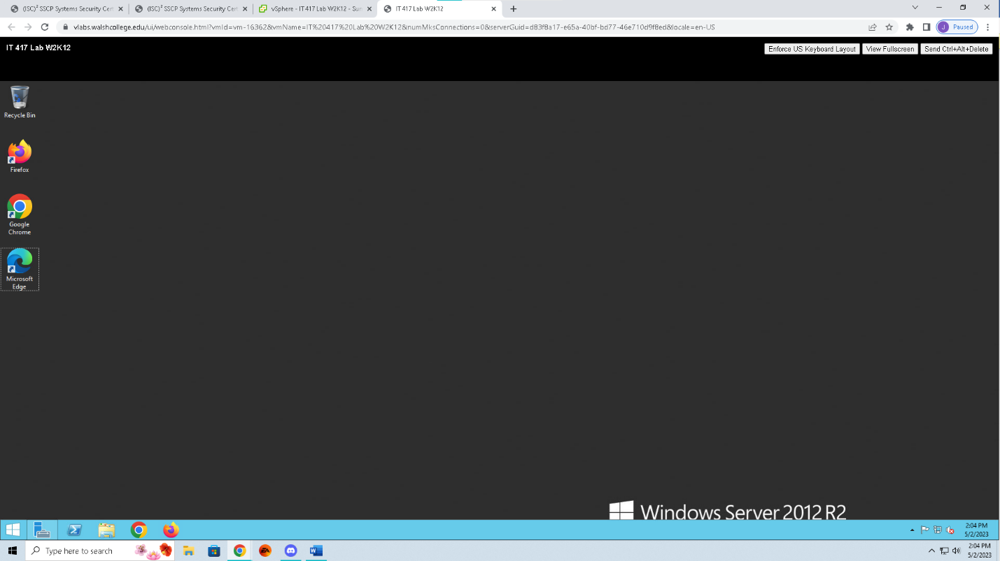 (ISC)² SSCP Systems Security Cert
(ISC)² SSCP Systems Security Cert
vSphere - IT 417 Lab W2K12 - Sum
IT 417 Lab W2K12
vlabs.walshcollege.edu/ui/webconsole.html?vmId=vm-16362&vmName=IT%20417%20Lab%20W2K12&numMksConnections=0&serverGuid=d83f8a17-e65a-40bf-bd77-46e710d9f8ed&locale=en-US
J Paused
IT 417 Lab W2K12
Enforce US Keyboard Layout
View Fullscreen
Send Ctrl+Alt+Delete
Recycle Bin
Firefox
Google
Chrome
Microsoft
Edge
Windows Server 2012 R2
2:04 PM
5/2/2023
Type here to search
EA
W
2:04 PM
5/2/2023